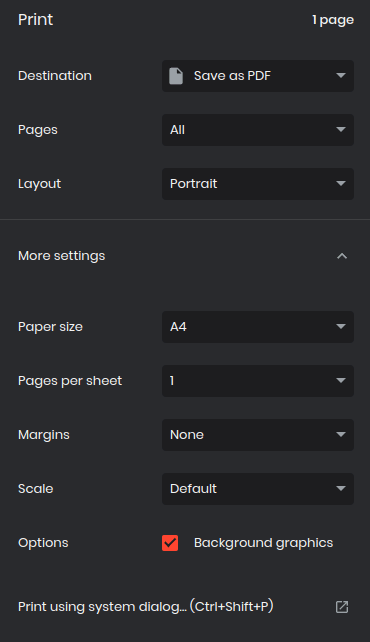 Print 1 page
Destination Save as PDF
Pages All
Layout Portrait
More settings
Paper size A4
Pages per sheet 1
Margins None
Scale Default
Options Background graphics
Print using system dialog... (Ctrl+Shift+P)